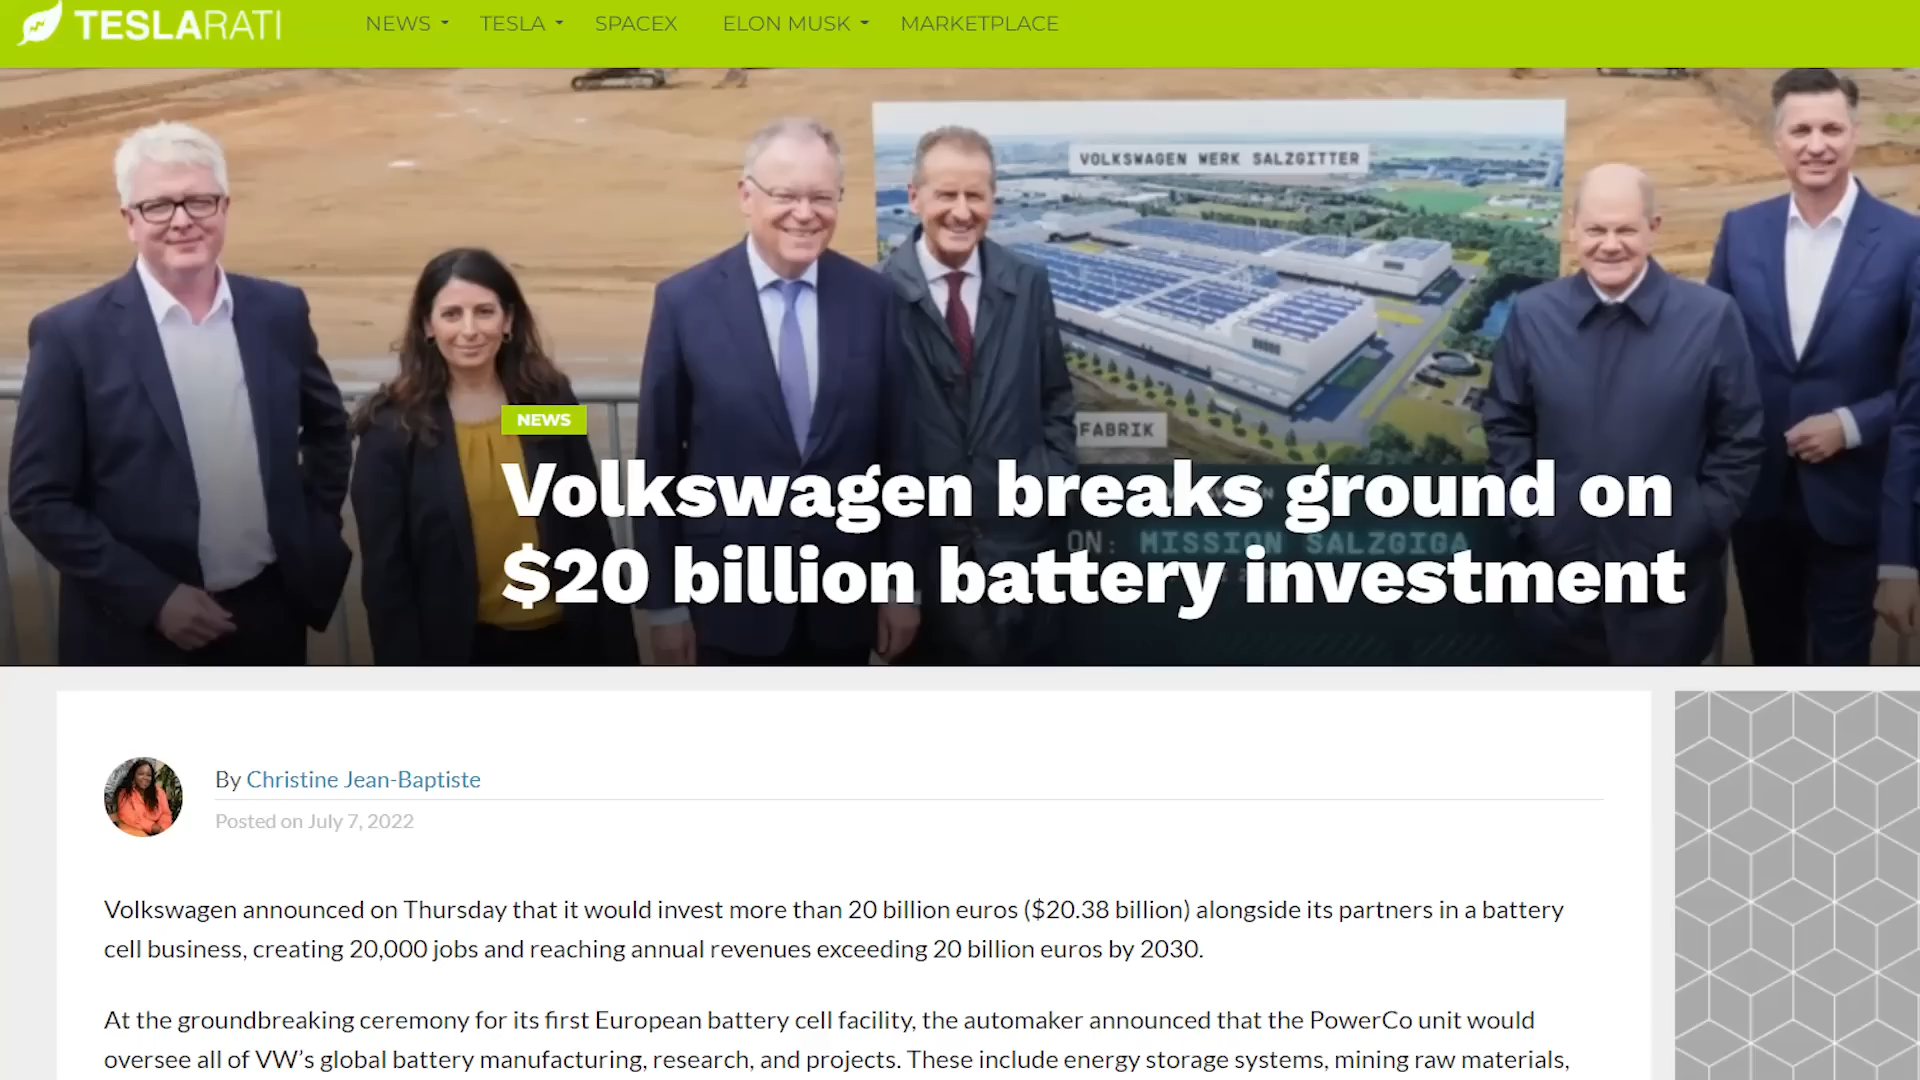 TESLARATI
NEWS TESLA SPACEX ELON MUSK MARKETPLACE
VOLKSWAGEN WERK SALZGITTER
FABRIK
NEWS
Volkswagen breaks ground on
ON: MISSION SALZGIGA
$20 billion battery investment
By Christine Jean-Baptiste
Posted on July 7, 2022
Volkswagen announced on Thursday that it would invest more than 20 billion euros ($20.38 billion) alongside its partners in a battery
cell business, creating 20,000 jobs and reaching annual revenues exceeding 20 billion euros by 2030.
At the groundbreaking ceremony for its first European battery cell facility, the automaker announced that the PowerCo unit would
oversee all of VW’s global battery manufacturing, research, and projects. These include energy storage systems, mining raw materials,